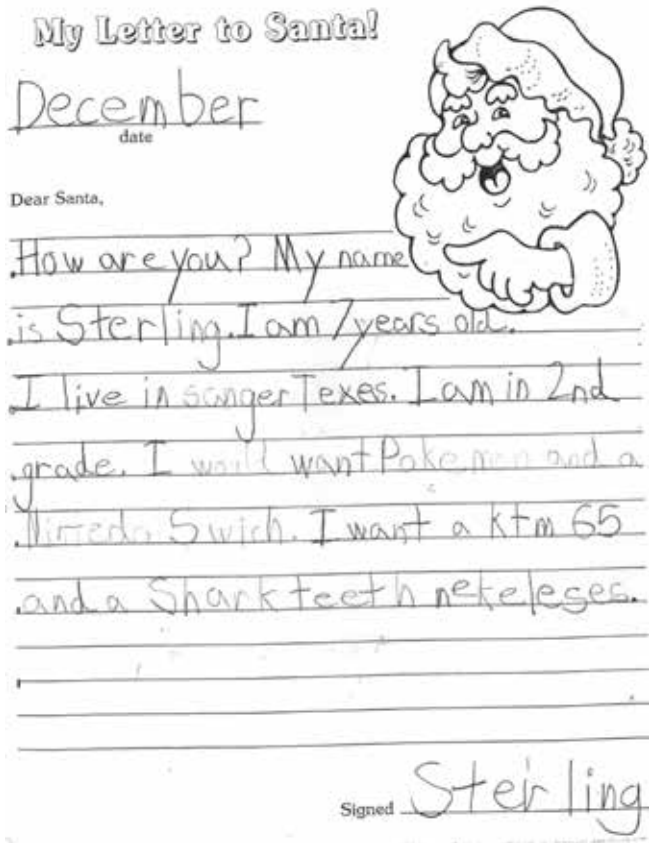 My Letter to Santa!
December
date
Dear Santa,
How are you? My name
is Sterling. I am 7 years old.
I live in sanger Texes. I am in 2nd
grade. I want Pokemon and a
Swich. I want a ktm 65
and a Shark teeth nekeleses.
Signed Sterling